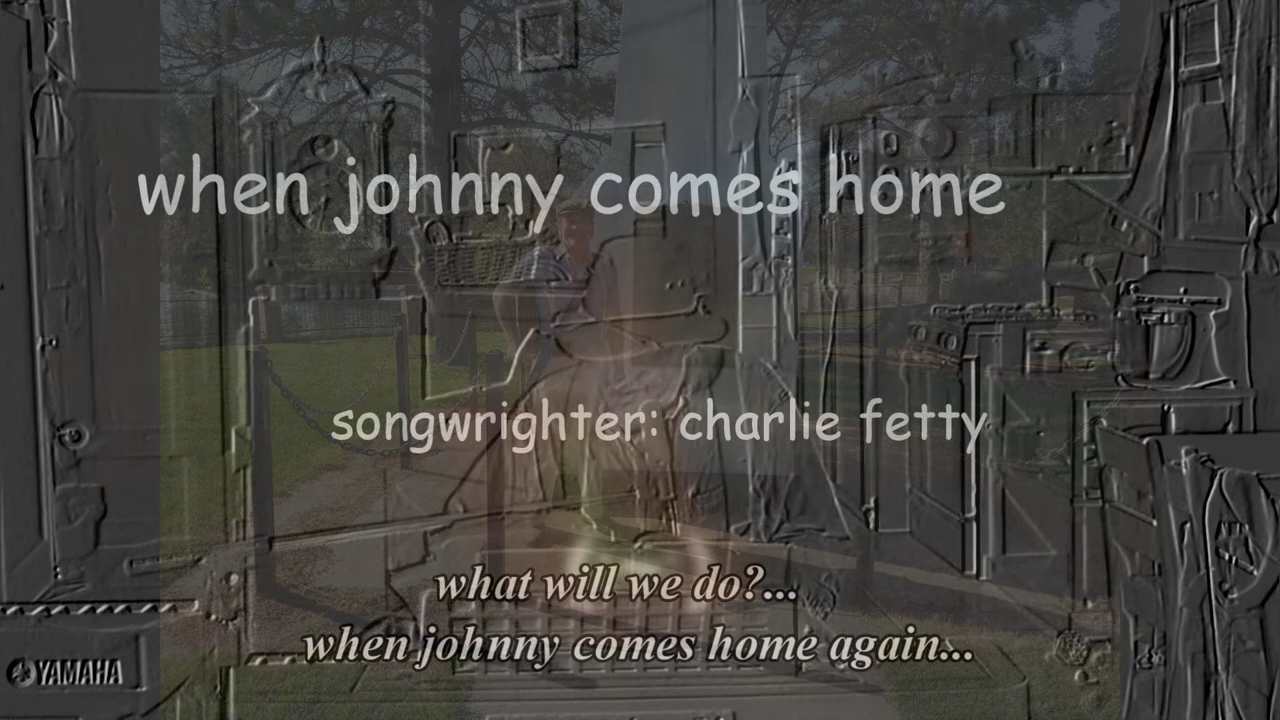 when johnny comes home
songwrighter: charlie fetty
what will we do?...
when johnny comes home again...
YAMAHA